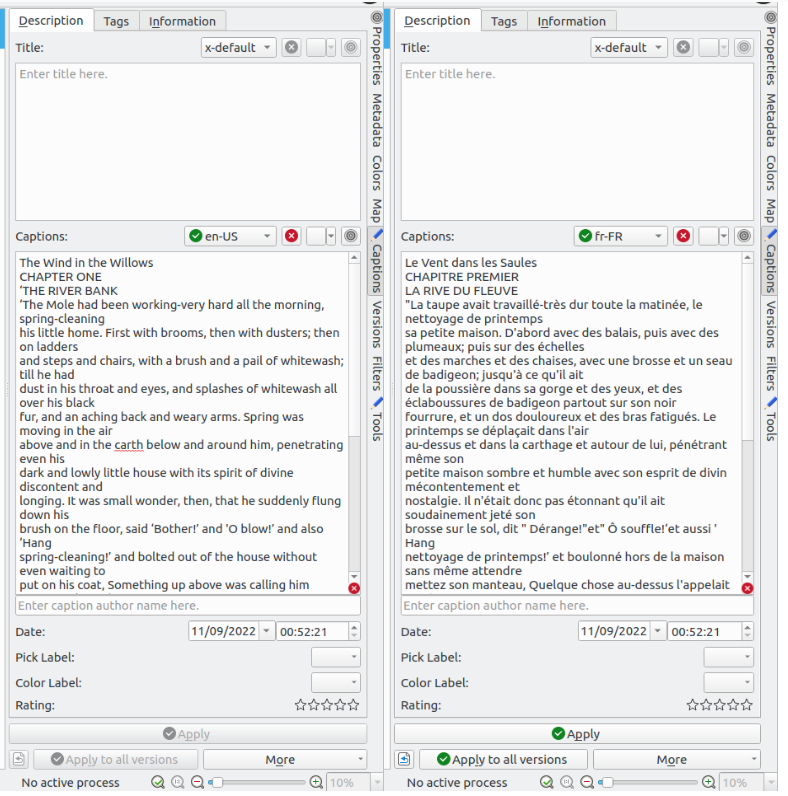 Description Tags Information
Title: x-default
Enter title here.
Captions: en-US
The Wind in the Willows
CHAPTER ONE
‘THE RIVER BANK
‘The Mole had been working-very hard all the morning,
spring-cleaning
his little home. First with brooms, then with dusters; then
on ladders
and steps and chairs, with a brush and a pail of whitewash;
till he had
dust in his throat and eyes, and splashes of whitewash all
over his black
fur, and an aching back and weary arms. Spring was
moving in the air
above and in the carth below and around him, penetrating
even his
dark and lowly little house with its spirit of divine
discontent and
longing. It was small wonder, then, that he suddenly flung
down his
brush on the floor, said ‘Bother!’ and 'O blow!’ and also
‘Hang
spring-cleaning!’ and bolted out of the house without
even waiting to
put on his coat, Something up above was calling him
Enter caption author name here.
Date: 11/09/2022 00:52:21
Pick Label:
Color Label:
Rating:
Apply
Apply to all versions More
No active process 10%
Properties
Metadata
Colors
Map
Captions
Versions
Filters
Tools
Description Tags Information
Title: x-default
Enter title here.
Captions: fr-FR
Le Vent dans les Saules
CHAPITRE PREMIER
LA RIVE DU FLEUVE
"La taupe avait travaillé-très dur toute la matinée, le
nettoyage de printemps
sa petite maison. D'abord avec des balais, puis avec des
plumeaux; puis sur des échelles
et des marches et des chaises, avec une brosse et un seau
de badigeon; jusqu'à ce qu'il ait
de la poussière dans sa gorge et des yeux, et des
éclaboussures de badigeon partout sur son noir
fourrure, et un dos douloureux et des bras fatigués. Le
printemps se déplaçait dans l'air
au-dessus et dans la carthage et autour de lui, pénétrant
même son
petite maison sombre et humble avec son esprit de divin
mécontentement et
nostalgie. Il n'était donc pas étonnant qu'il ait
soudainement jeté son
brosse sur le sol, dit " Dérange!"et" Ô souffle!’et aussi '
Hang
nettoyage de printemps!’ et boulonné hors de la maison
sans même attendre
mettez son manteau, Quelque chose au-dessus l'appelait
Enter caption author name here.
Date: 11/09/2022 00:52:21
Pick Label:
Color Label:
Rating:
Apply
Apply to all versions More
No active process 10%
Properties
Metadata
Colors
Map
Captions
Versions
Filters
Tools